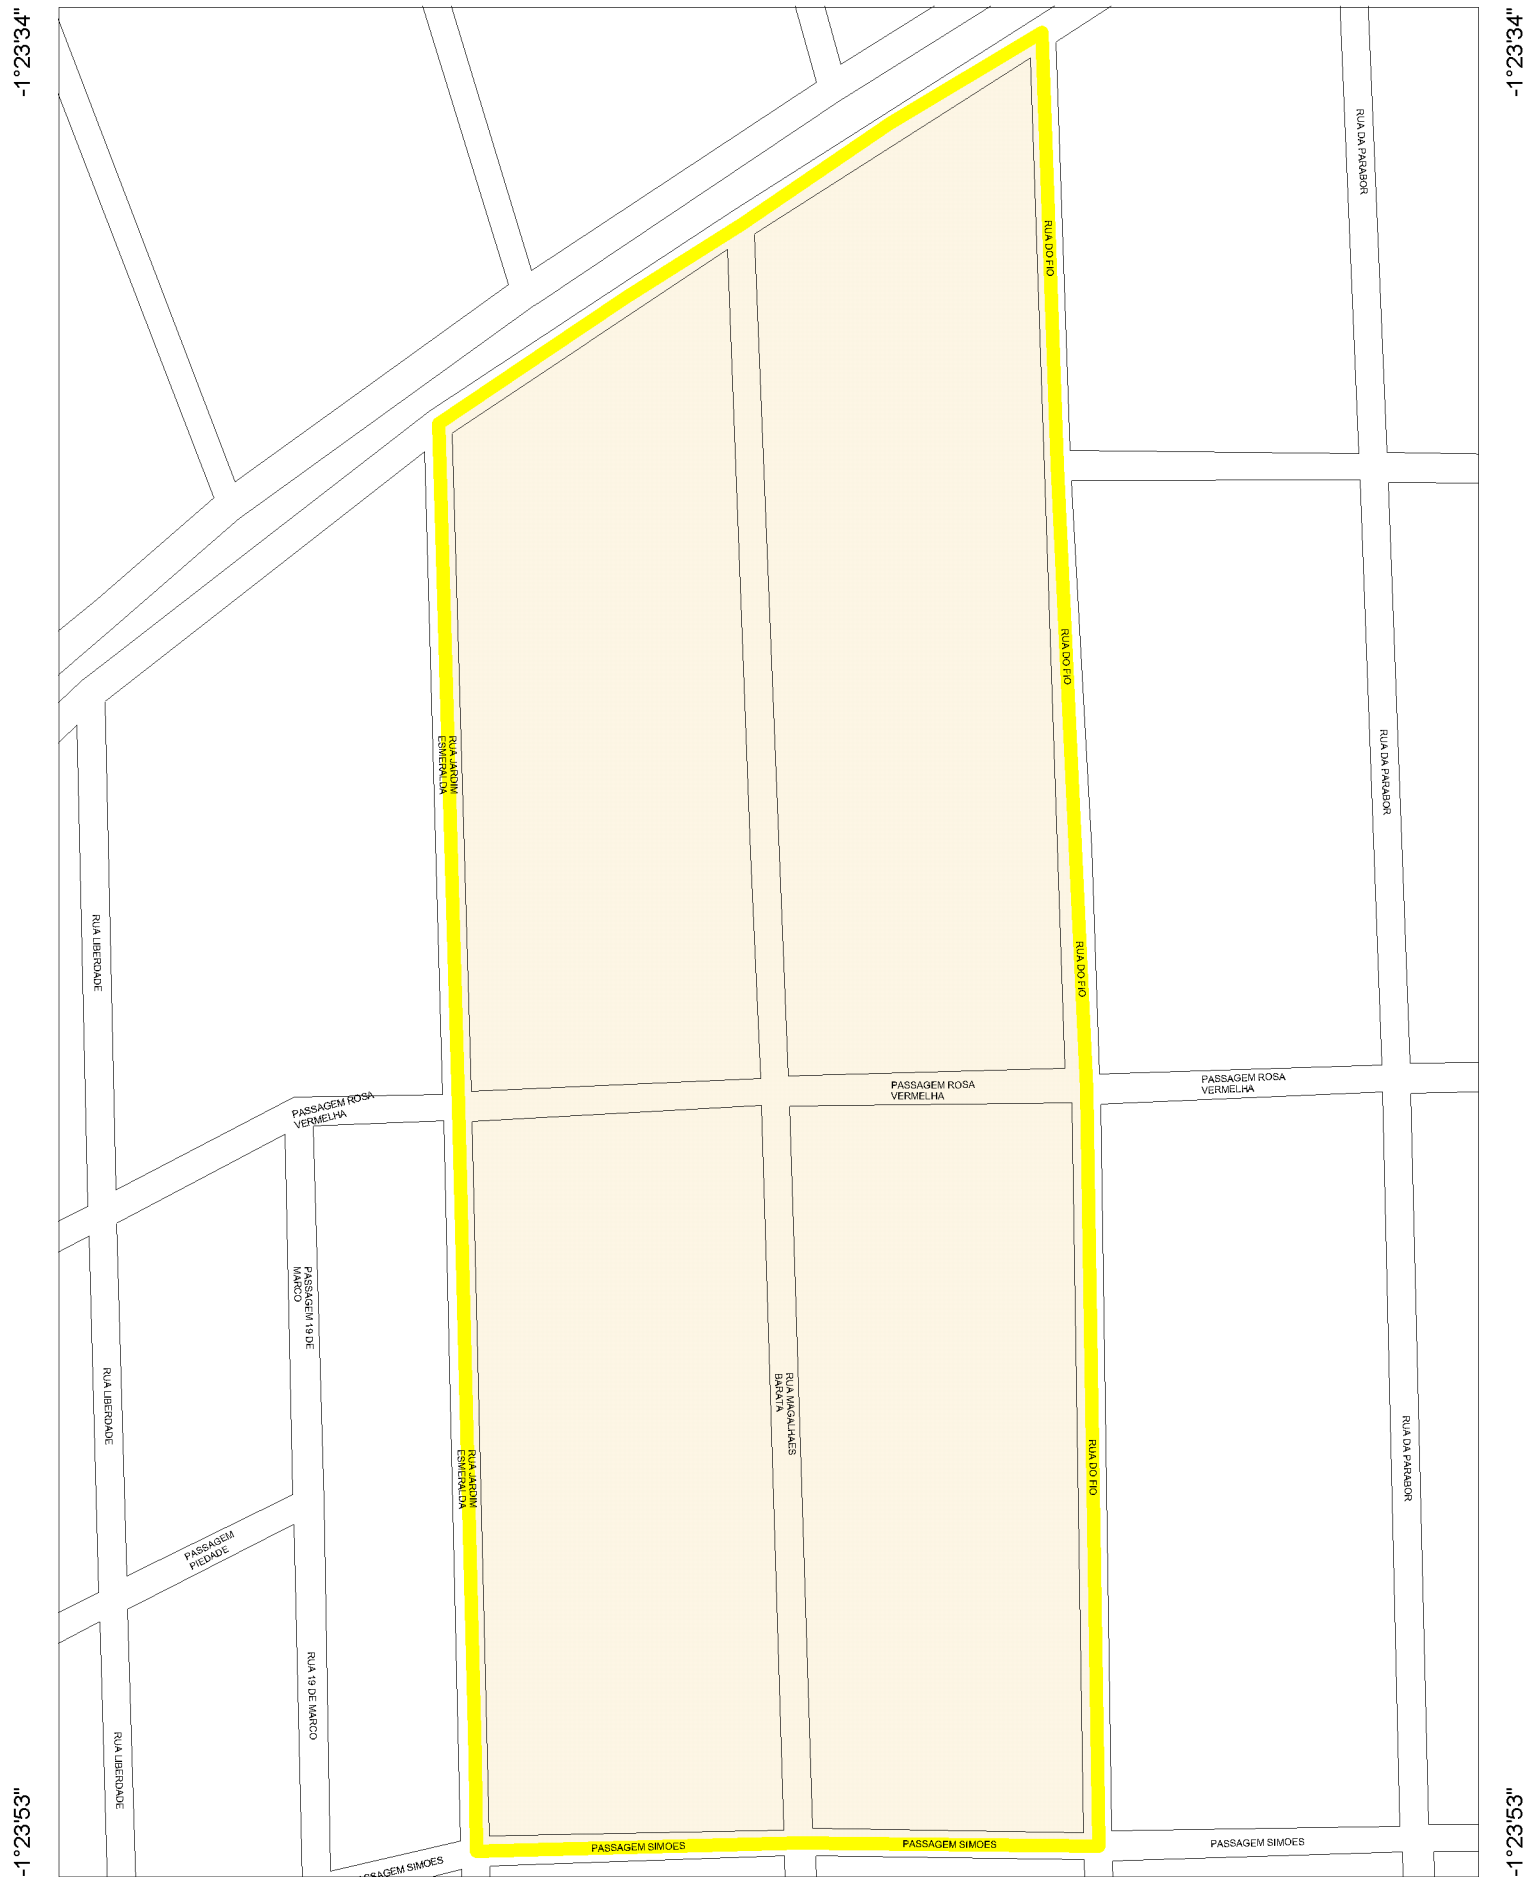 -1°23'34"
-1°23'34"
RUA DA PARABOR
RUA DO FIO
RUA DO FIO
RUA JARDIM
ESMERALDA
RUA DA PARABOR
RUA LIBERDADE
RUA DO FIO
PASSAGEM ROSA
VERMELHA
PASSAGEM ROSA
VERMELHA
PASSAGEM ROSA
VERMELHA
PASSAGEM 19 DE
MARCO
RUA LIBERDADE
RUA MAGALHAES
BARATA
RUA DO FIO
RUA DA PARABOR
RUA JARDIM
ESMERALDA
PASSAGEM
PIEDADE
RUA 19 DE MARCO
RUA LIBERDADE
PASSAGEM SIMOES
PASSAGEM SIMOES
PASSAGEM SIMOES
SSAGEM SIMOES
-1°23'53"
-1°23'53"